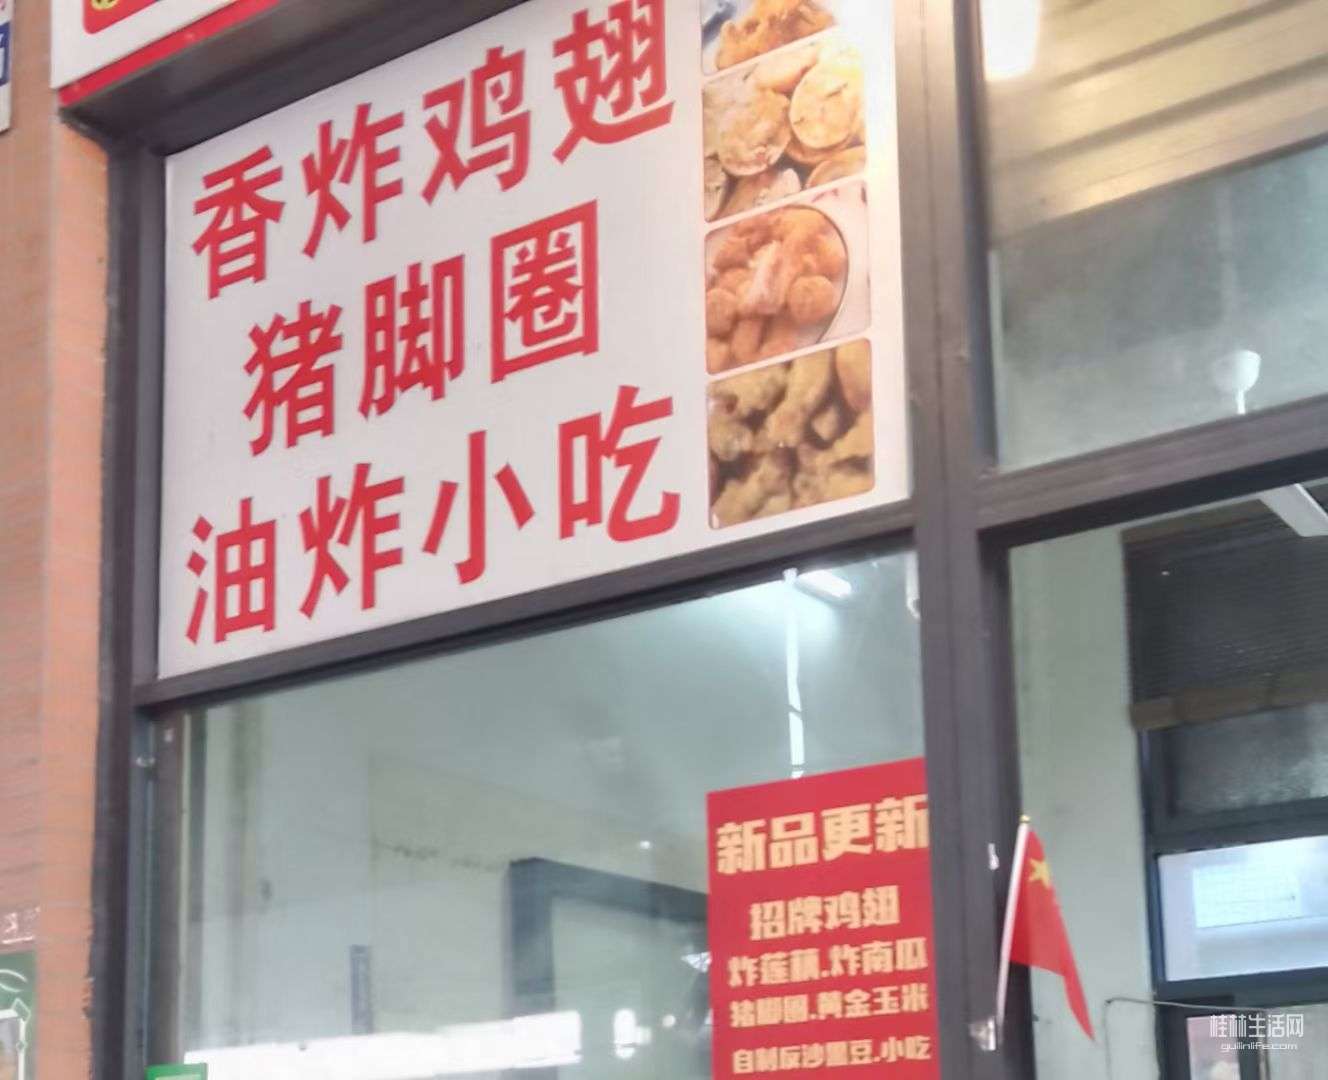 香炸鸡翅
猪脚圈
油炸小吃
新品更新
招牌鸡翅
炸莲藕.炸南瓜
猪脚圈.黄金玉米
自制反沙黑豆.小吃
桂林生活网
guilinlife.com